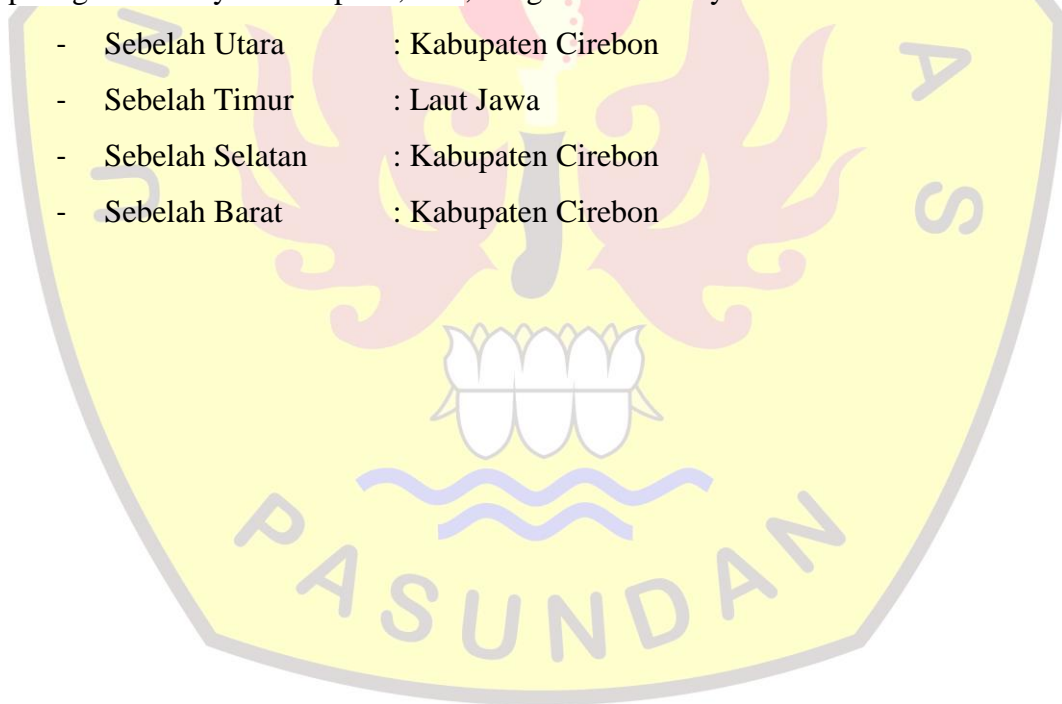 - Sebelah Utara : Kabupaten Cirebon
- Sebelah Timur : Laut Jawa
- Sebelah Selatan : Kabupaten Cirebon
- Sebelah Barat : Kabupaten Cirebon
U N A S
PASUNDAN